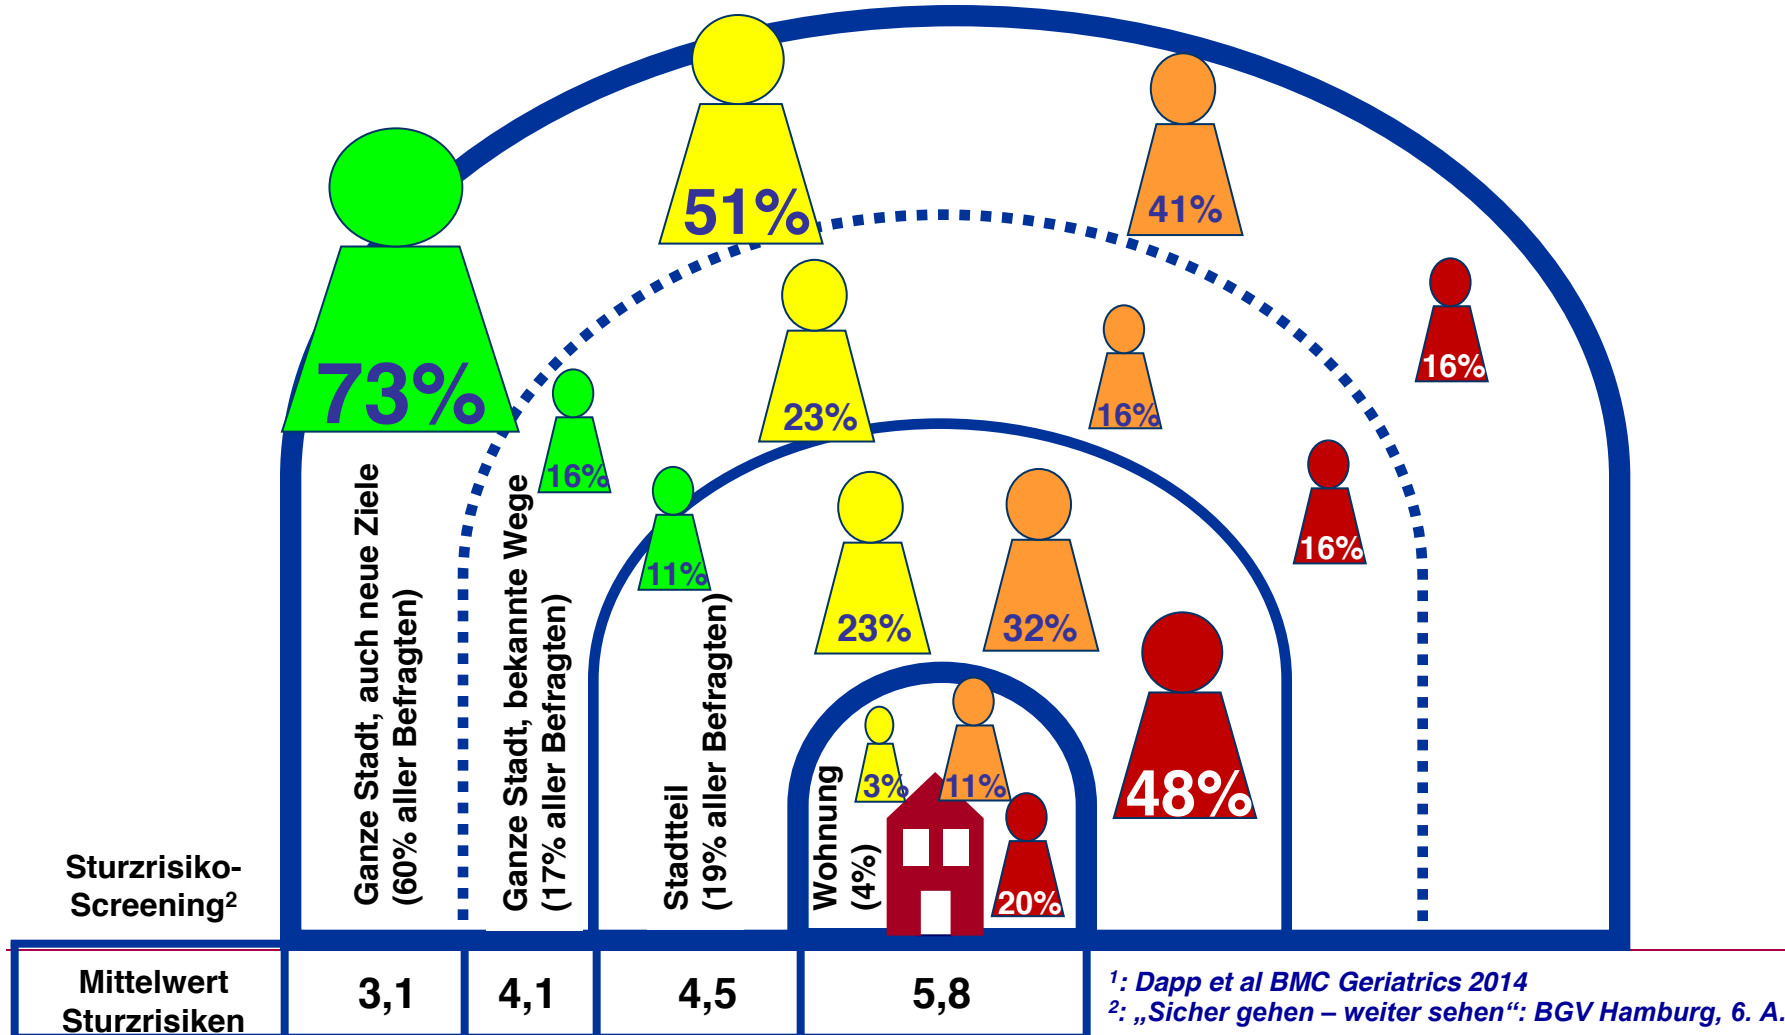 51%
41%
73%
23%
16%
16%
16%
11%
16%
23%
32%
3%
11%
48%
20%
Ganze Stadt, auch neue Ziele
(60% aller Befragten)
Ganze Stadt, bekannte Wege
(17% aller Befragten)
Stadtteil
(19% aller Befragten)
Wohnung
(4%)
Sturzrisiko-
Screening²
Mittelwert
Sturzrisiken
3,1
4,1
4,5
5,8
¹: Dapp et al BMC Geriatrics 2014
²: „Sicher gehen – weiter sehen“: BGV Hamburg, 6. A.